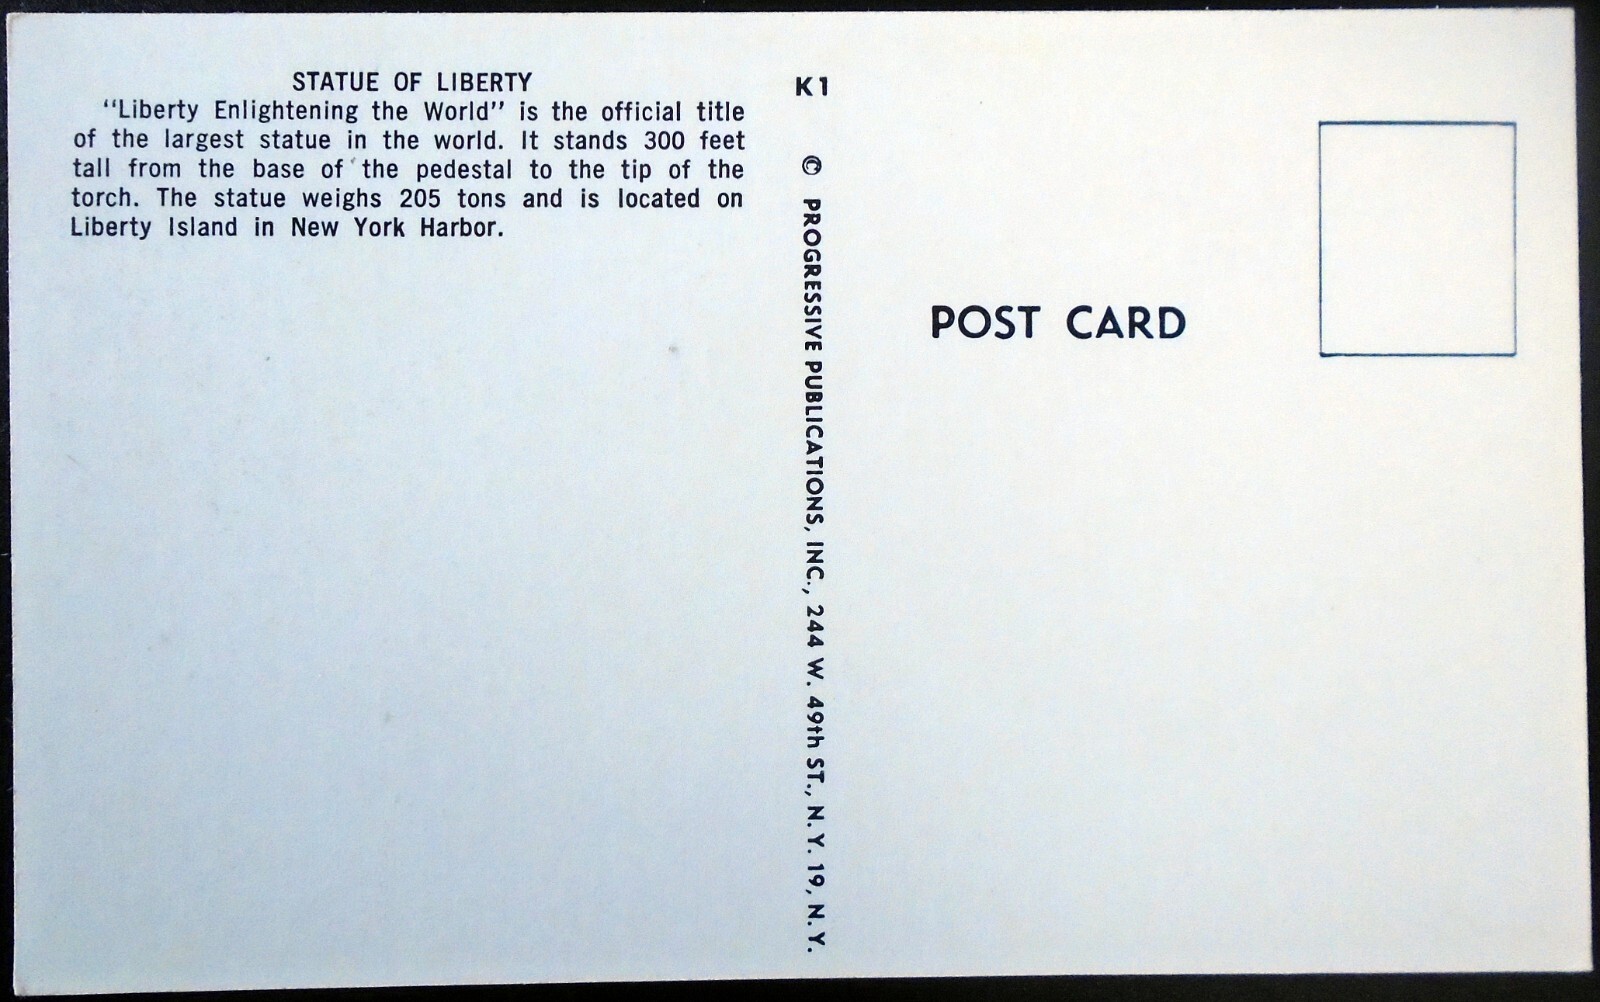 STATUE OF LIBERTY
“Liberty Enlightening the World” is the official title
of the largest statue in the world. It stands 300 feet
tall from the base of the pedestal to the tip of the
torch. The statue weighs 205 tons and is located on
Liberty Island in New York Harbor.
K1
© PROGRESSIVE PUBLICATIONS, INC., 244 W. 49th ST., N. Y. 19, N. Y.
POST CARD